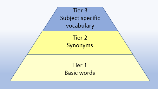 Tier 3
Subject specific
vocabulary
Tier 2
Synonyms
Tier 1
Basic words